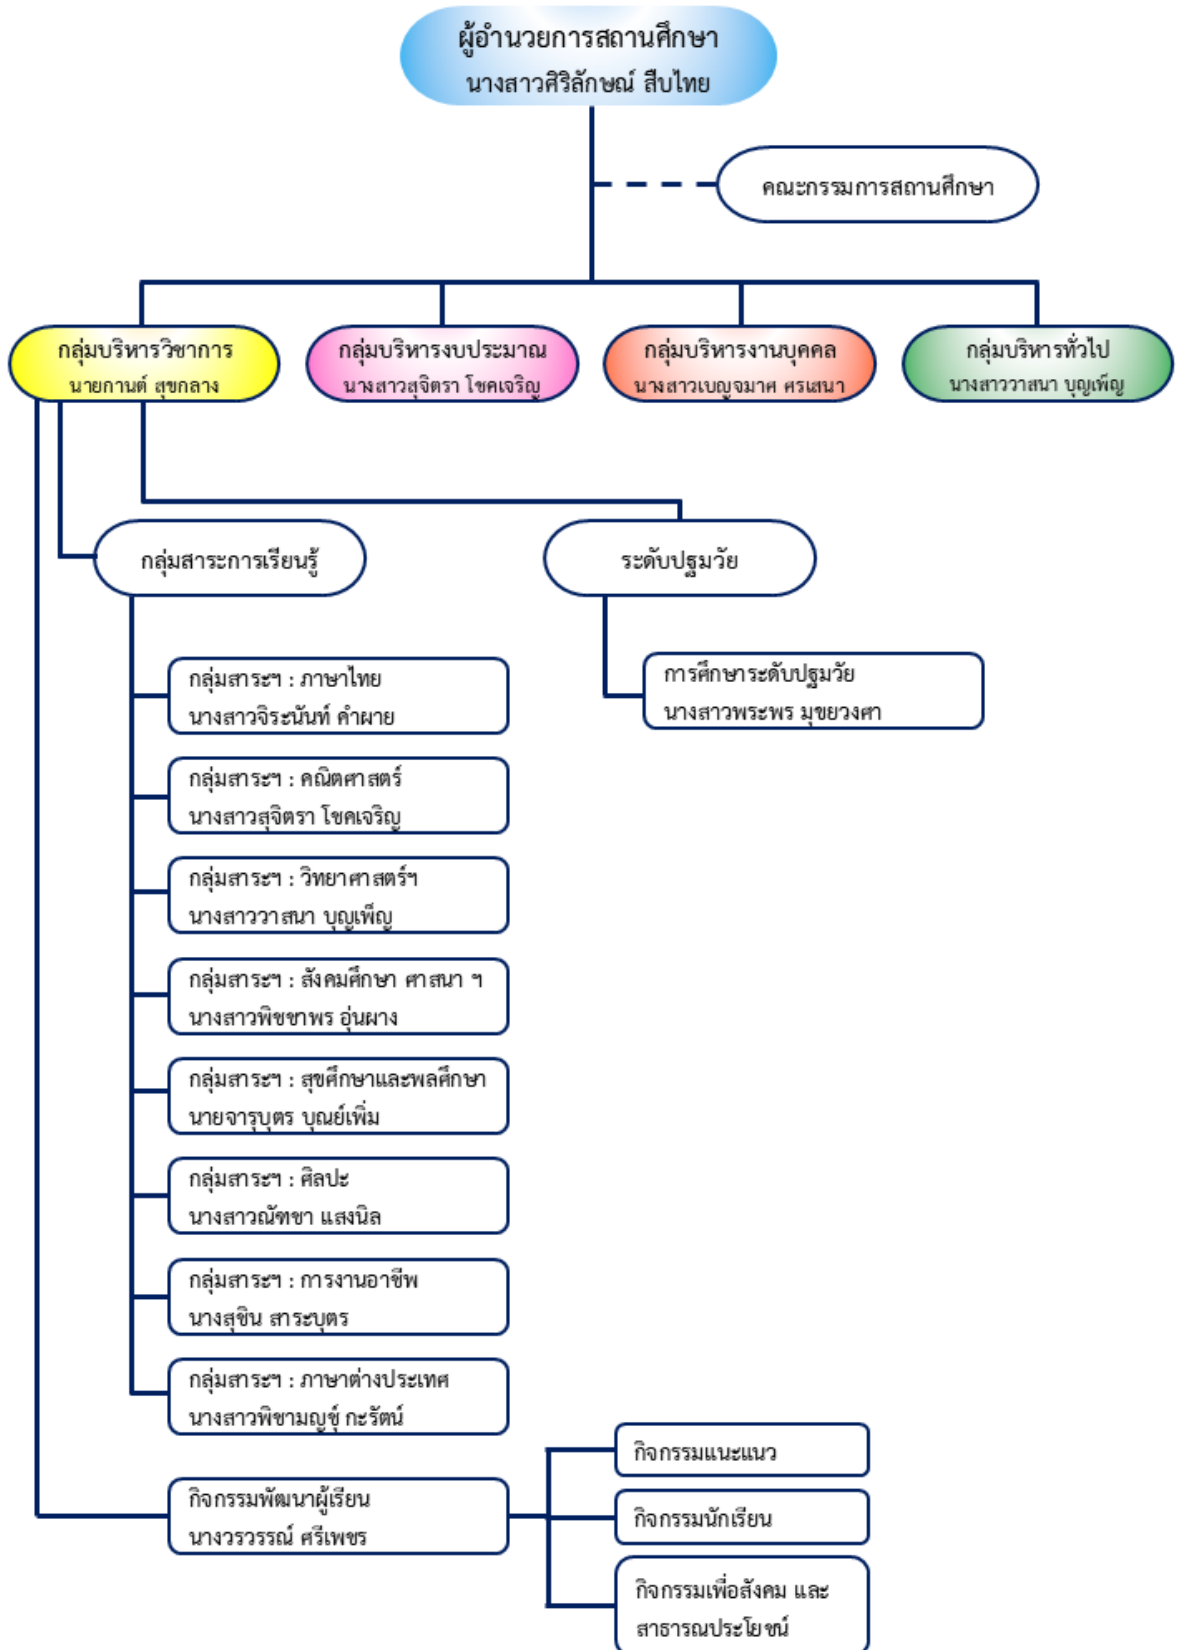 ผู้อำนวยการสถานศึกษา
นางสาวศิริลักษณ์ สืบไทย
คณะกรรมการสถานศึกษา
กลุ่มบริหารวิชาการ
นายกานต์ สุขกลาง
กลุ่มบริหารงบประมาณ
นางสาวสุจิตรา โชคเจริญ
กลุ่มบริหารงานบุคคล
นางสาวเบญจมาศ ศรเสนา
กลุ่มบริหารทั่วไป
นางสาววาสนา บุญเพ็ญ
กลุ่มสาระการเรียนรู้
ระดับปฐมวัย
กลุ่มสาระฯ : ภาษาไทย
นางสาวจิระนันท์ คำผาย
การศึกษาระดับปฐมวัย
นางสาวพระพร มุขยวงศา
กลุ่มสาระฯ : คณิตศาสตร์
นางสาวสุจิตรา โชคเจริญ
กลุ่มสาระฯ : วิทยาศาสตร์ฯ
นางสาววาสนา บุญเพ็ญ
กลุ่มสาระฯ : สังคมศึกษา ศาสนา ฯ
นางสาวพิชชาพร อุ่นผาง
กลุ่มสาระฯ : สุขศึกษาและพลศึกษา
นายจารุบุตร บุณย์เพิ่ม
กลุ่มสาระฯ : ศิลปะ
นางสาวณัฑชา แสงนิล
กลุ่มสาระฯ : การงานอาชีพ
นางสุขิน สาระบุตร
กลุ่มสาระฯ : ภาษาต่างประเทศ
นางสาวพิชามญชุ์ กะรัตน์
กิจกรรมพัฒนาผู้เรียน
นางวรวรรณ์ ศรีเพชร
กิจกรรมแนะแนว
กิจกรรมนักเรียน
กิจกรรมเพื่อสังคม และ
สาธารณประโยชน์